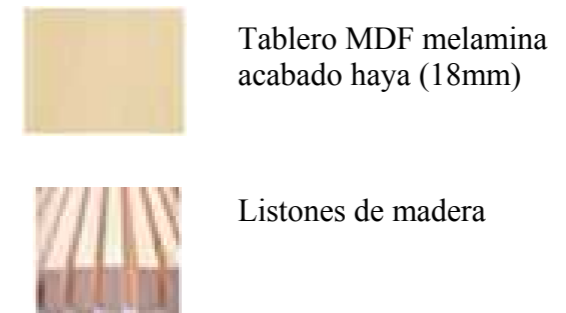 Tablero MDF melamina
acabado haya (18mm)
Listones de madera